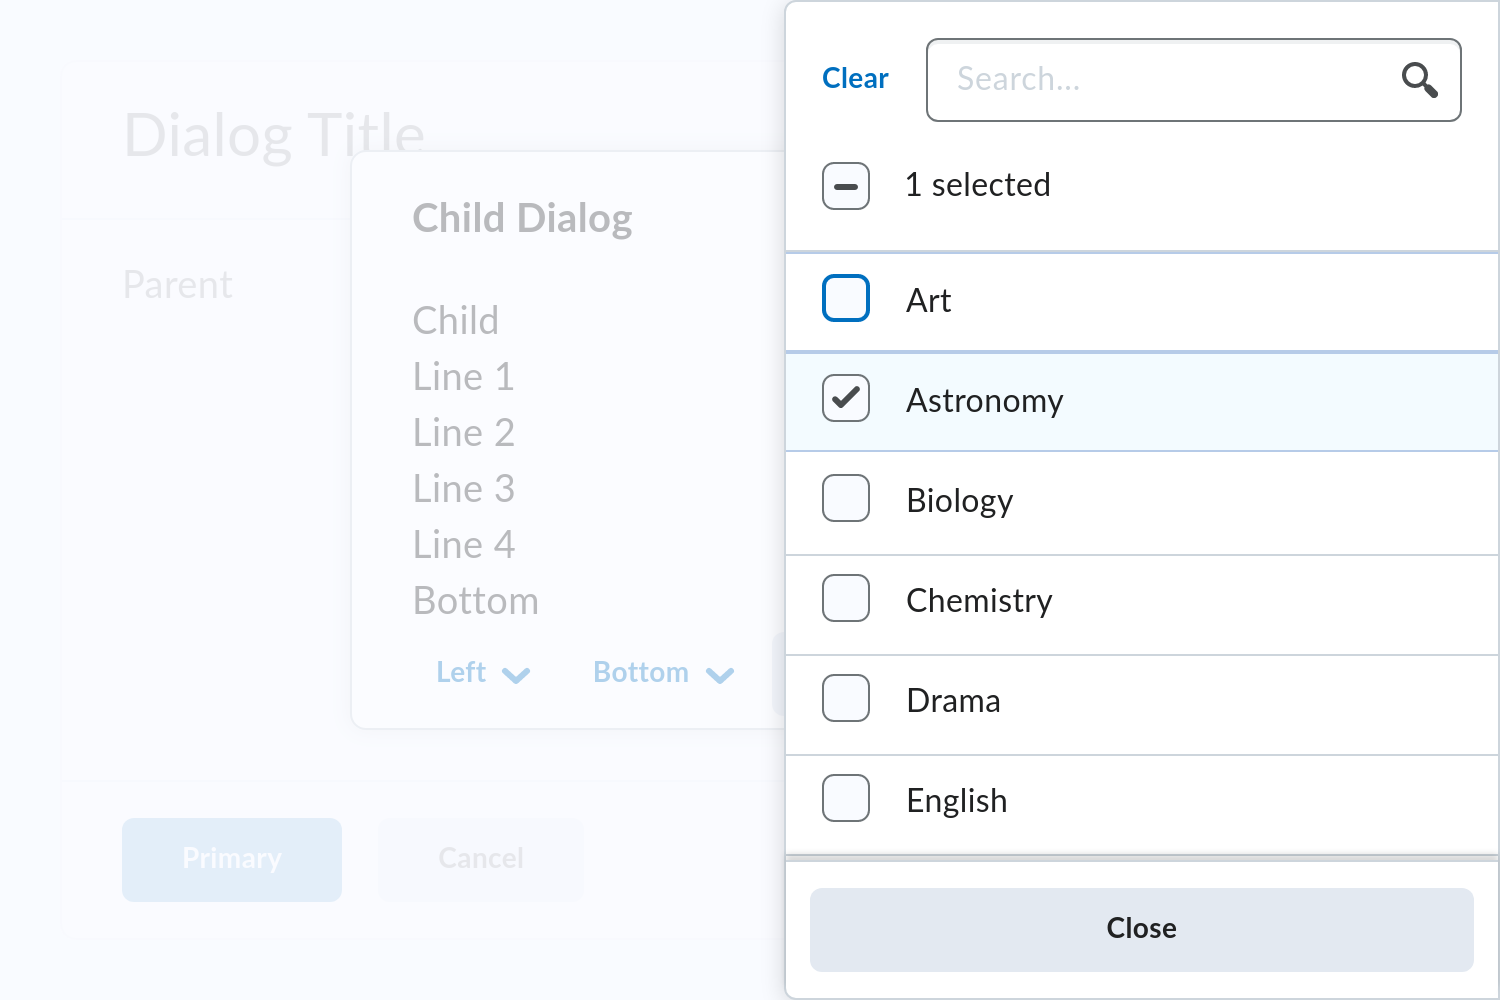 Dialog Title
Parent
Primary
Cancel
Child Dialog
Child
Line 1
Line 2
Line 3
Line 4
Bottom
Left
Bottom
Clear
Search...
1 selected
Art
Astronomy
Biology
Chemistry
Drama
English
Close